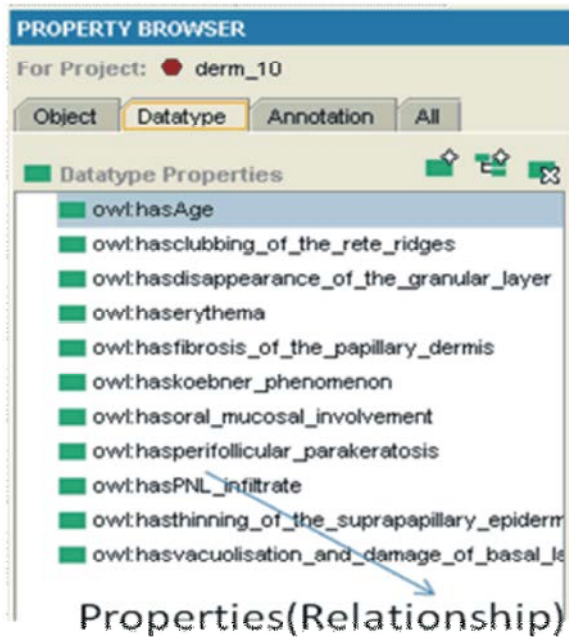 PROPERTY BROWSER
For Project: derm_10
Object Datatype Annotation All
Datatype Properties
owl:hasAge
owl:hasclubbing_of_the_rete_ridges
owl:hasdisappearance_of_the_granular_layer
owl:haserythema
owl:hasfibrosis_of_the_papillary_dermis
owl:haskoebner_phenomenon
owl:hasoral_mucosal_involvement
owl:hasperifollicular_parakeratosis
owl:hasPNL_infiltrate
owl:hasthinning_of_the_suprapapillary_epiderm
owl:hasvacuolisation_and_damage_of_basal_la
Properties(Relationship)